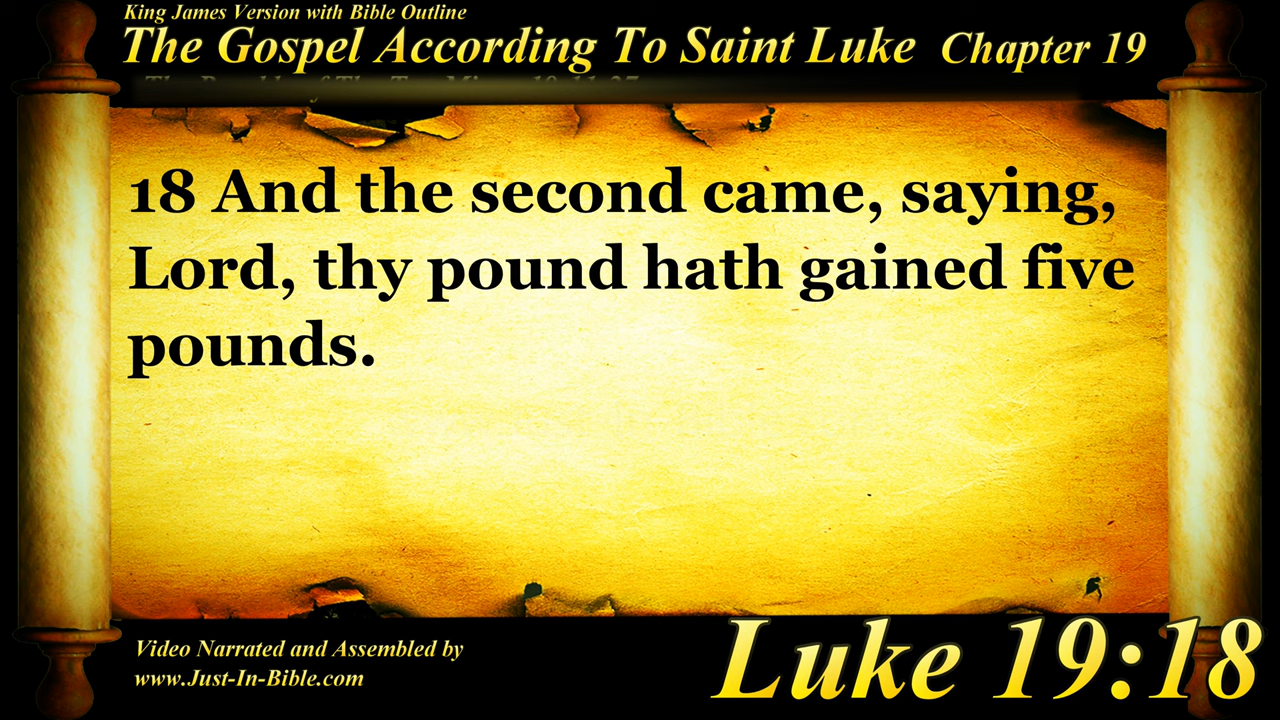 King James Version with Bible Outline
The Gospel According To Saint Luke Chapter 19
18 And the second came, saying,
Lord, thy pound hath gained five
pounds.
Video Narrated and Assembled by
www.Just-In-Bible.com
Luke 19:18